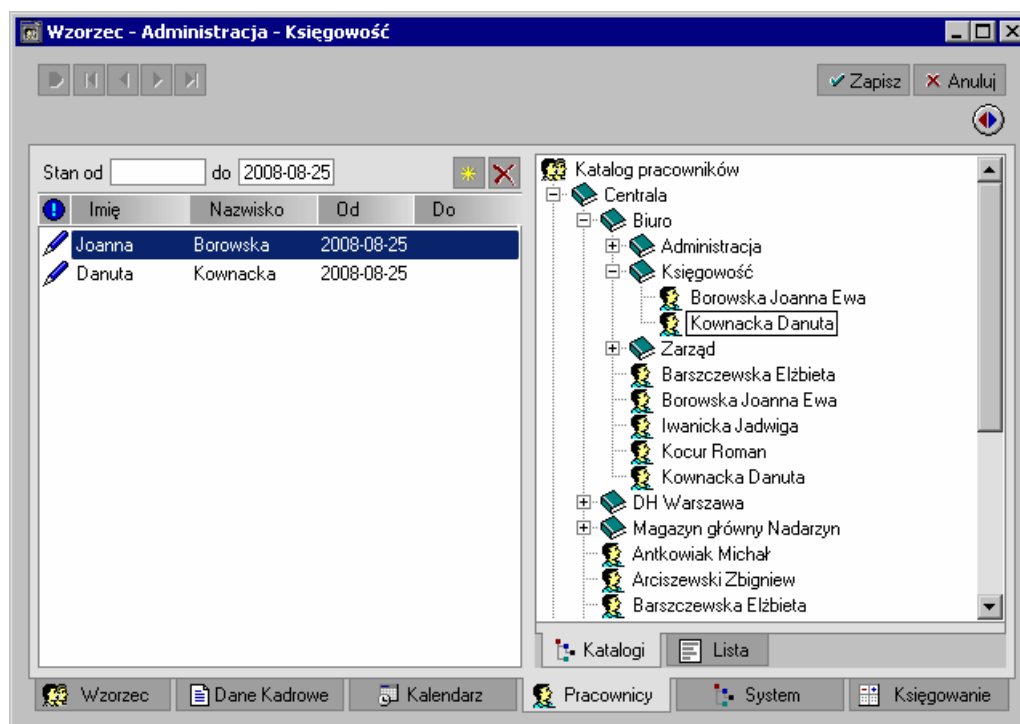 Wzorzec - Administracja - Księgowość
Zapisz Anuluj
Stan od do 2008-08-25
Imię Nazwisko Od Do
Joanna Borowska 2008-08-25
Danuta Kownacka 2008-08-25
Katalog pracowników
Centrala
Biuro
Administracja
Księgowość
Borowska Joanna Ewa
Kownacka Danuta
Zarząd
Barszczewska Elżbieta
Borowska Joanna Ewa
Iwanicka Jadwiga
Kocur Roman
Kownacka Danuta
DH Warszawa
Magazyn główny Nadarzyn
Antkowiak Michał
Arciszewski Zbigniew
Barszczewska Elżbieta
Katalogi Lista
Wzorzec Dane Kadrowe Kalendarz Pracownicy System Księgowanie